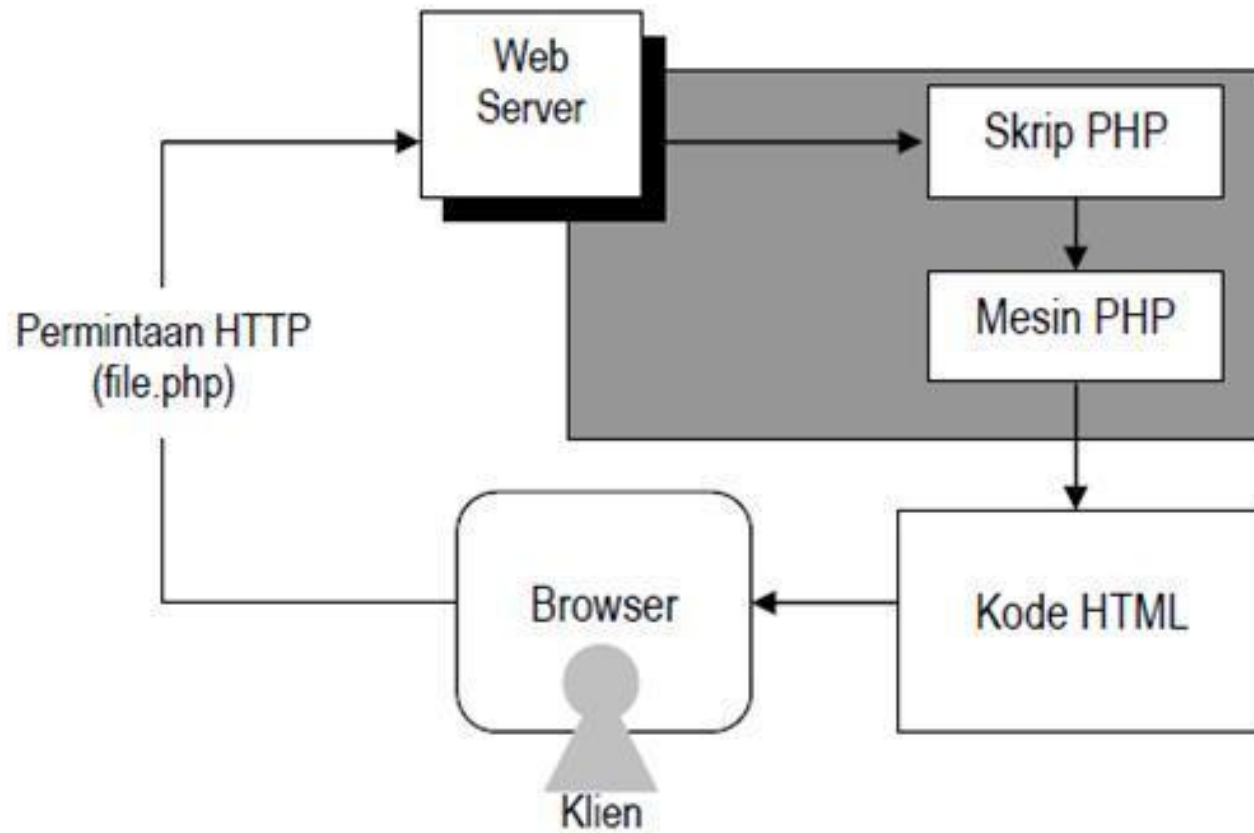 Web
Server
Skrip PHP
Mesin PHP
Permintaan HTTP
(file.php)
Browser
Kode HTML
Klien